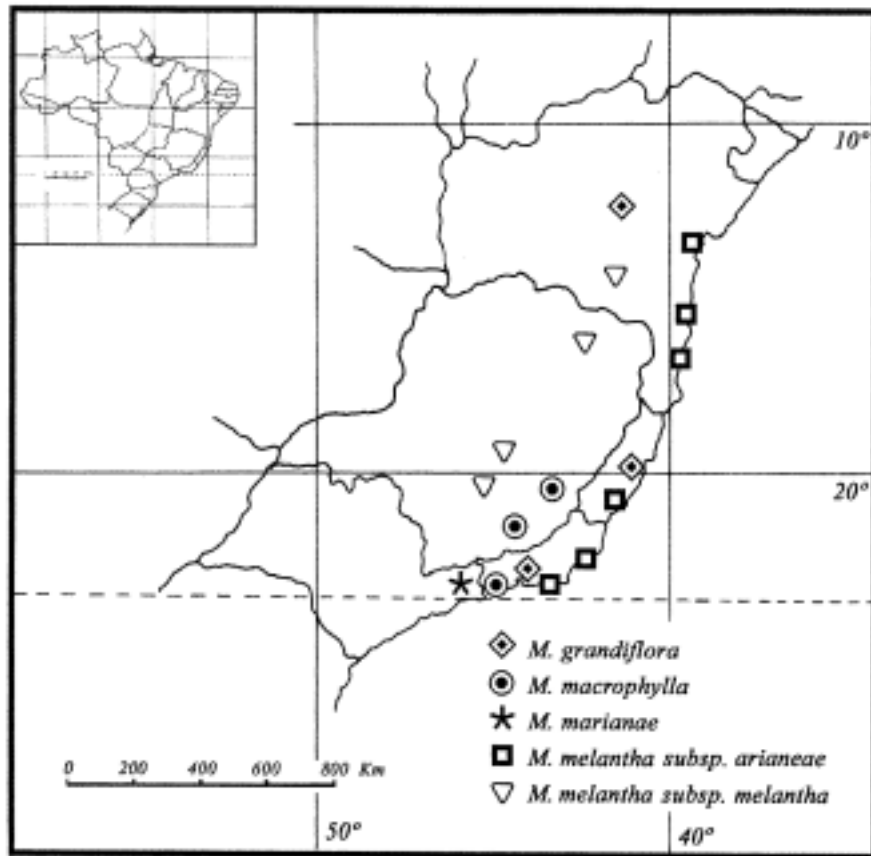 10°
20°
M. grandiflora
M. macrophylla
M. marianae
M. melantha subsp. arianeae
M. melantha subsp. melantha
0 200 400 600 800 Km
50° 40°